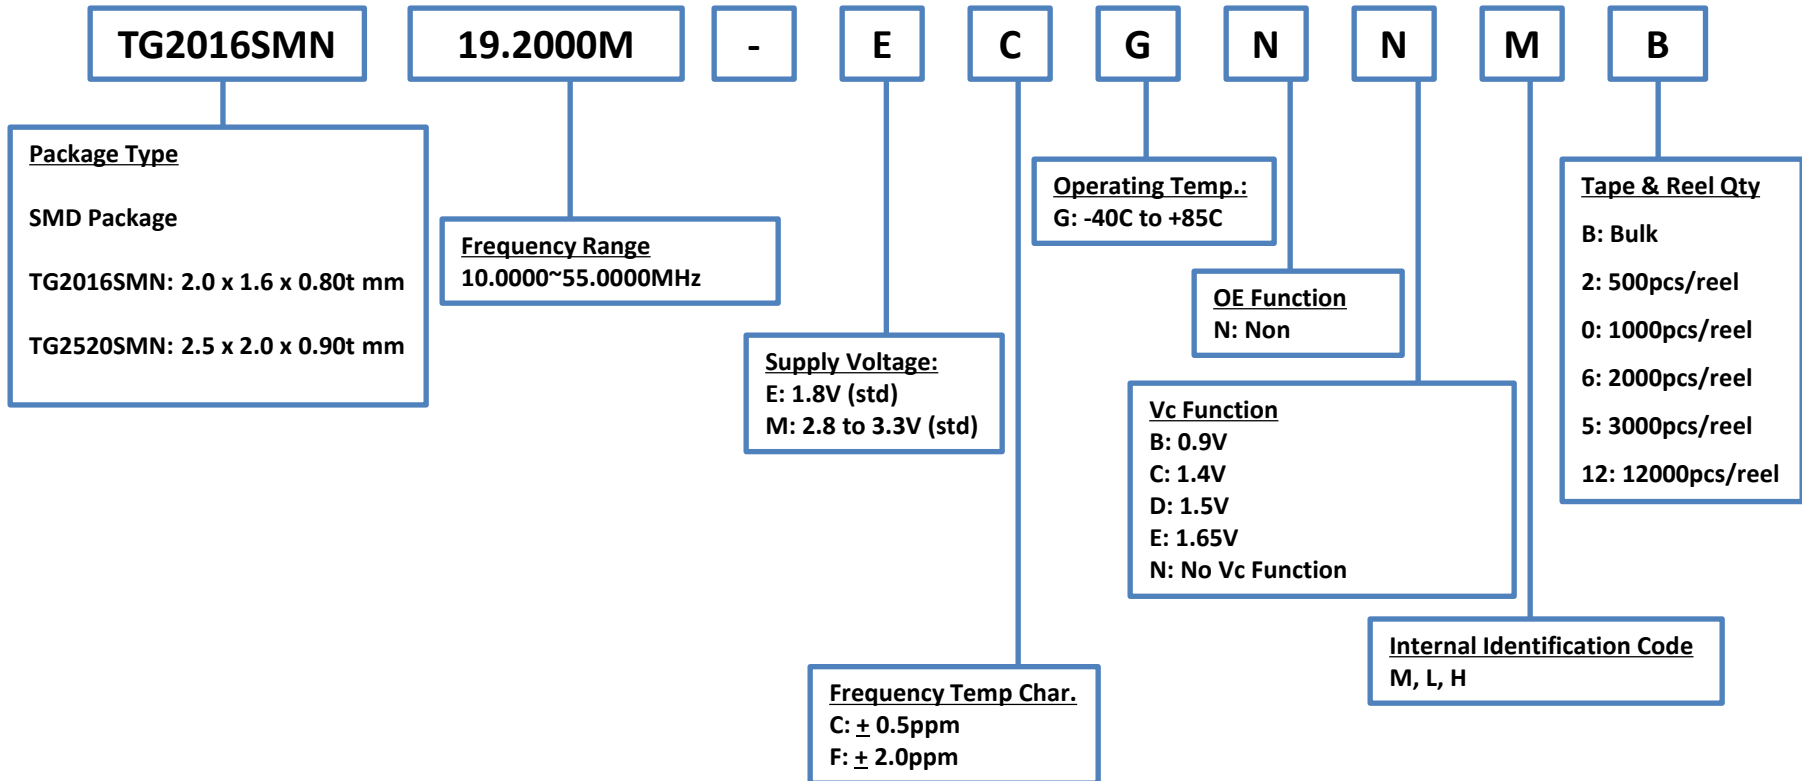 TG2016SMN 19.2000M - E C G N N M B
Package Type
SMD Package
TG2016SMN: 2.0 x 1.6 x 0.80t mm
TG2520SMN: 2.5 x 2.0 x 0.90t mm
Frequency Range
10.0000~55.0000MHz
Supply Voltage:
E: 1.8V (std)
M: 2.8 to 3.3V (std)
Frequency Temp Char.
C: ± 0.5ppm
F: ± 2.0ppm
Operating Temp.:
G: -40C to +85C
OE Function
N: Non
Vc Function
B: 0.9V
C: 1.4V
D: 1.5V
E: 1.65V
N: No Vc Function
Internal Identification Code
M, L, H
Tape & Reel Qty
B: Bulk
2: 500pcs/reel
0: 1000pcs/reel
6: 2000pcs/reel
5: 3000pcs/reel
12: 12000pcs/reel